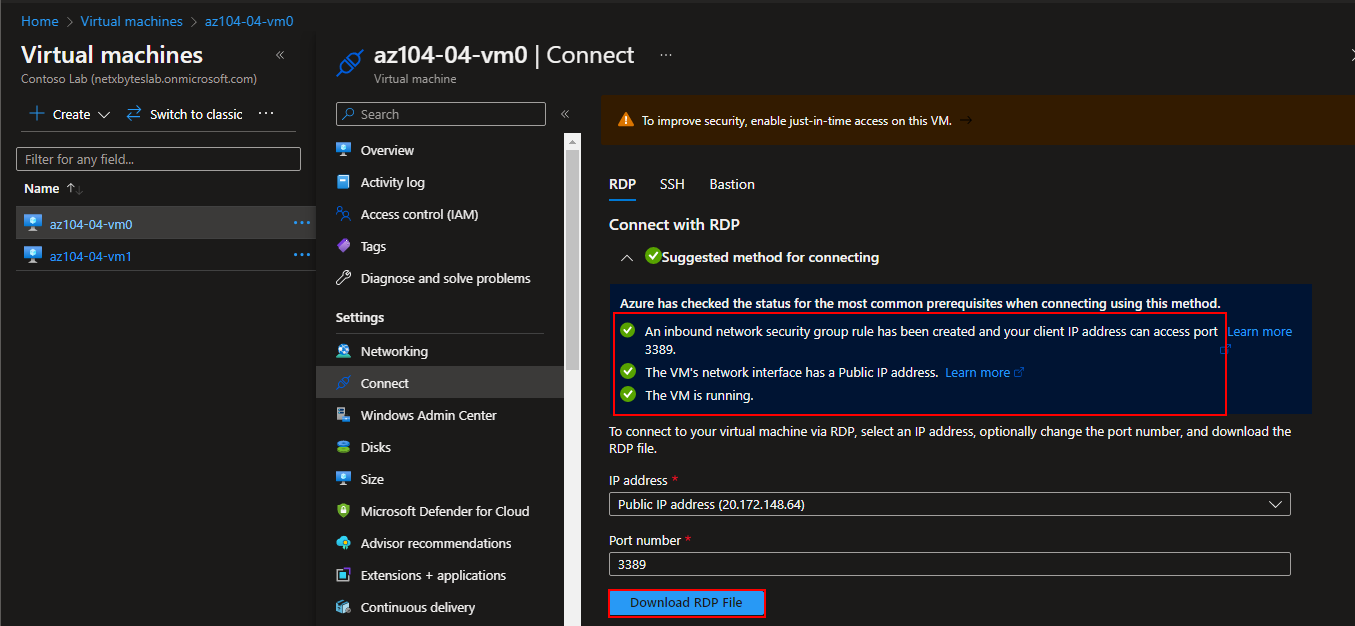 Home > Virtual machines > az104-04-vm0
Virtual machines «
Contoso Lab (netxbyteslab.onmicrosoft.com)
+ Create Switch to classic ...
Filter for any field...
Name ↑↓
az104-04-vm0 ...
az104-04-vm1 ...
az104-04-vm0 | Connect ...
Virtual machine
Search «
Overview
Activity log
Access control (IAM)
Tags
Diagnose and solve problems
Settings
Networking
Connect
Windows Admin Center
Disks
Size
Microsoft Defender for Cloud
Advisor recommendations
Extensions + applications
Continuous delivery
To improve security, enable just-in-time access on this VM. →
RDP SSH Bastion
Connect with RDP
Suggested method for connecting
Azure has checked the status for the most common prerequisites when connecting using this method.
An inbound network security group rule has been created and your client IP address can access port Learn more
3389.
The VM's network interface has a Public IP address. Learn more
The VM is running.
To connect to your virtual machine via RDP, select an IP address, optionally change the port number, and download the
RDP file.
IP address *
Public IP address (20.172.148.64)
Port number *
3389
Download RDP File